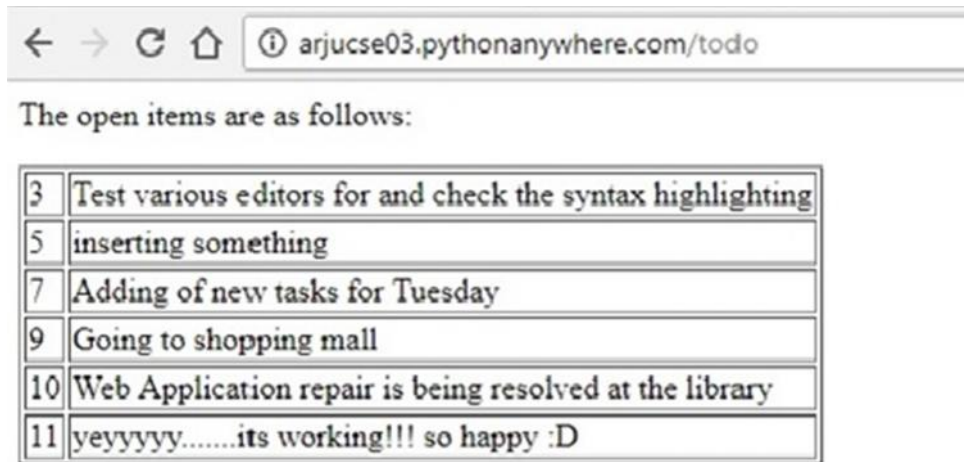 arjucse03.pythonanywhere.com/todo
The open items are as follows:
3 Test various editors for and check the syntax highlighting
5 inserting something
7 Adding of new tasks for Tuesday
9 Going to shopping mall
10 Web Application repair is being resolved at the library
11 yeyyyyy.......its working!!! so happy :D